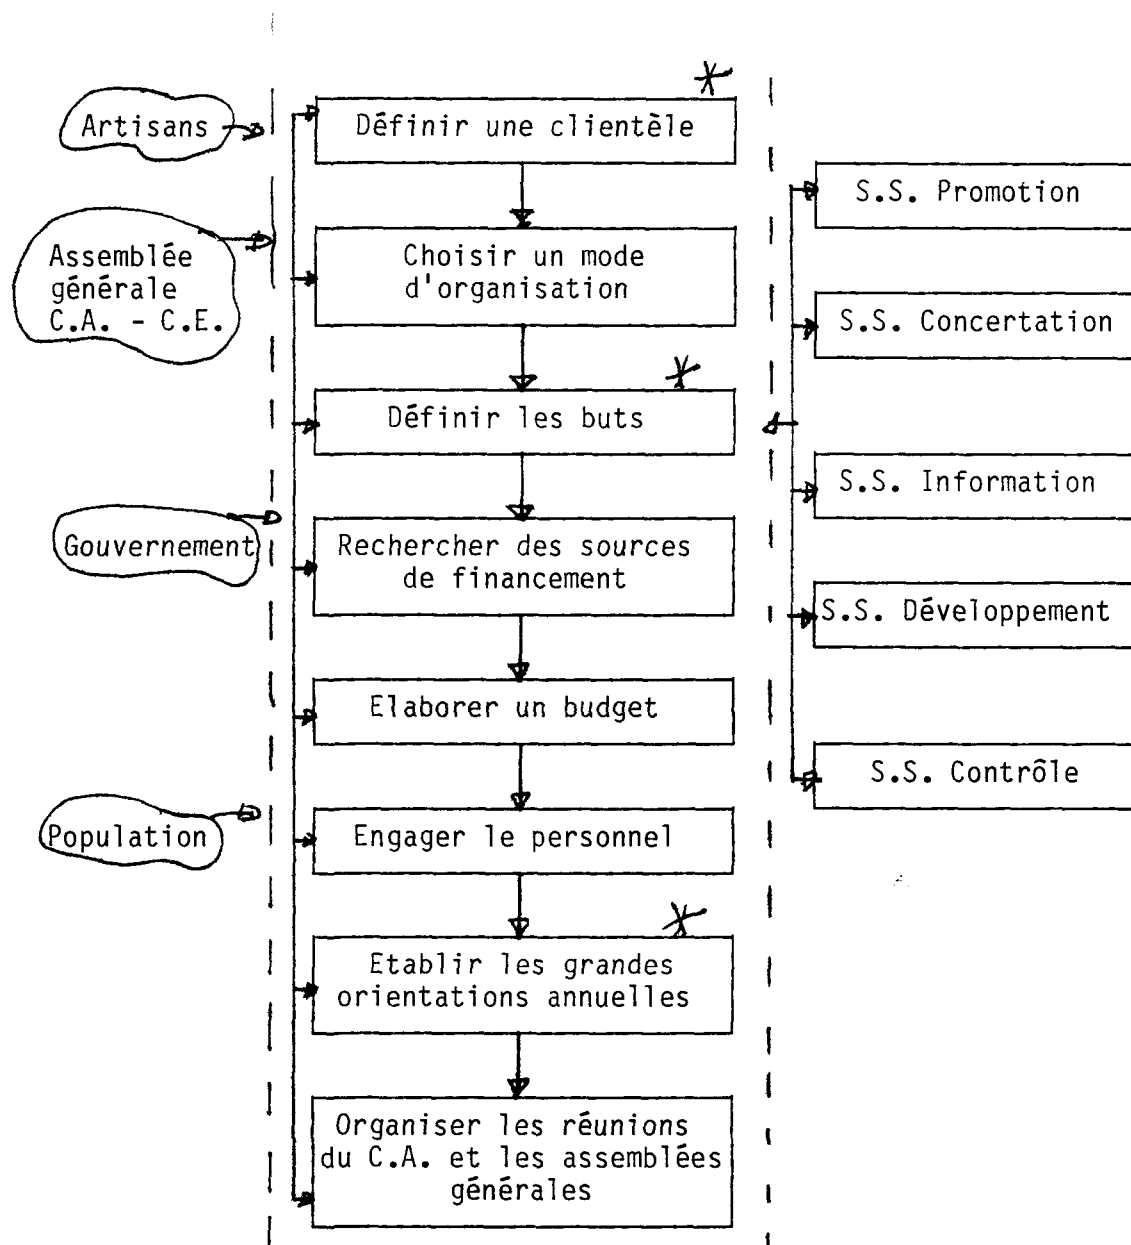 Artisans
Assemblée
générale
C.A. - C.E.
Gouvernement
Population
*
Définir une clientèle
Choisir un mode
d'organisation
*
Définir les buts
Rechercher des sources
de financement
Elaborer un budget
Engager le personnel
*
Etablir les grandes
orientations annuelles
Organiser les réunions
du C.A. et les assemblées
générales
S.S. Promotion
S.S. Concertation
S.S. Information
S.S. Développement
S.S. Contrôle